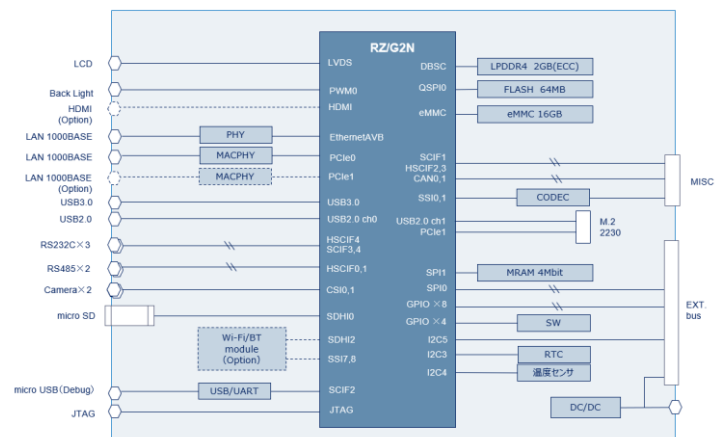 RZ/G2N
LCD
LVDS
DBSC
LPDDR4 2GB(ECC)
Back Light
PWM0
QSPI0
FLASH 64MB
HDMI
(Option)
HDMI
eMMC
eMMC 16GB
LAN 1000BASE
PHY
EthernetAVB
LAN 1000BASE
MACPHY
PCIe0
SCIF1
HSCIF2,3
CAN0,1
MISC
LAN 1000BASE
(Option)
MACPHY
PCIe1
SSI0,1
CODEC
USB3.0
USB3.0
USB2.0
USB2.0 ch0
USB2.0 ch1
PCIe1
M.2
2230
RS232C×3
HSCIF4
SCIF3,4
RS485×2
HSCIF0,1
SPI1
MRAM 4Mbit
Camera×2
CSI0,1
SPI0
GPIO ×8
EXT.
bus
micro SD
SDHI0
GPIO ×4
SW
Wi-Fi/BT
module
(Option)
SDHI2
I2C5
SSI7,8
I2C3
RTC
I2C4
温度センサ
micro USB(Debug)
USB/UART
SCIF2
JTAG
JTAG
DC/DC